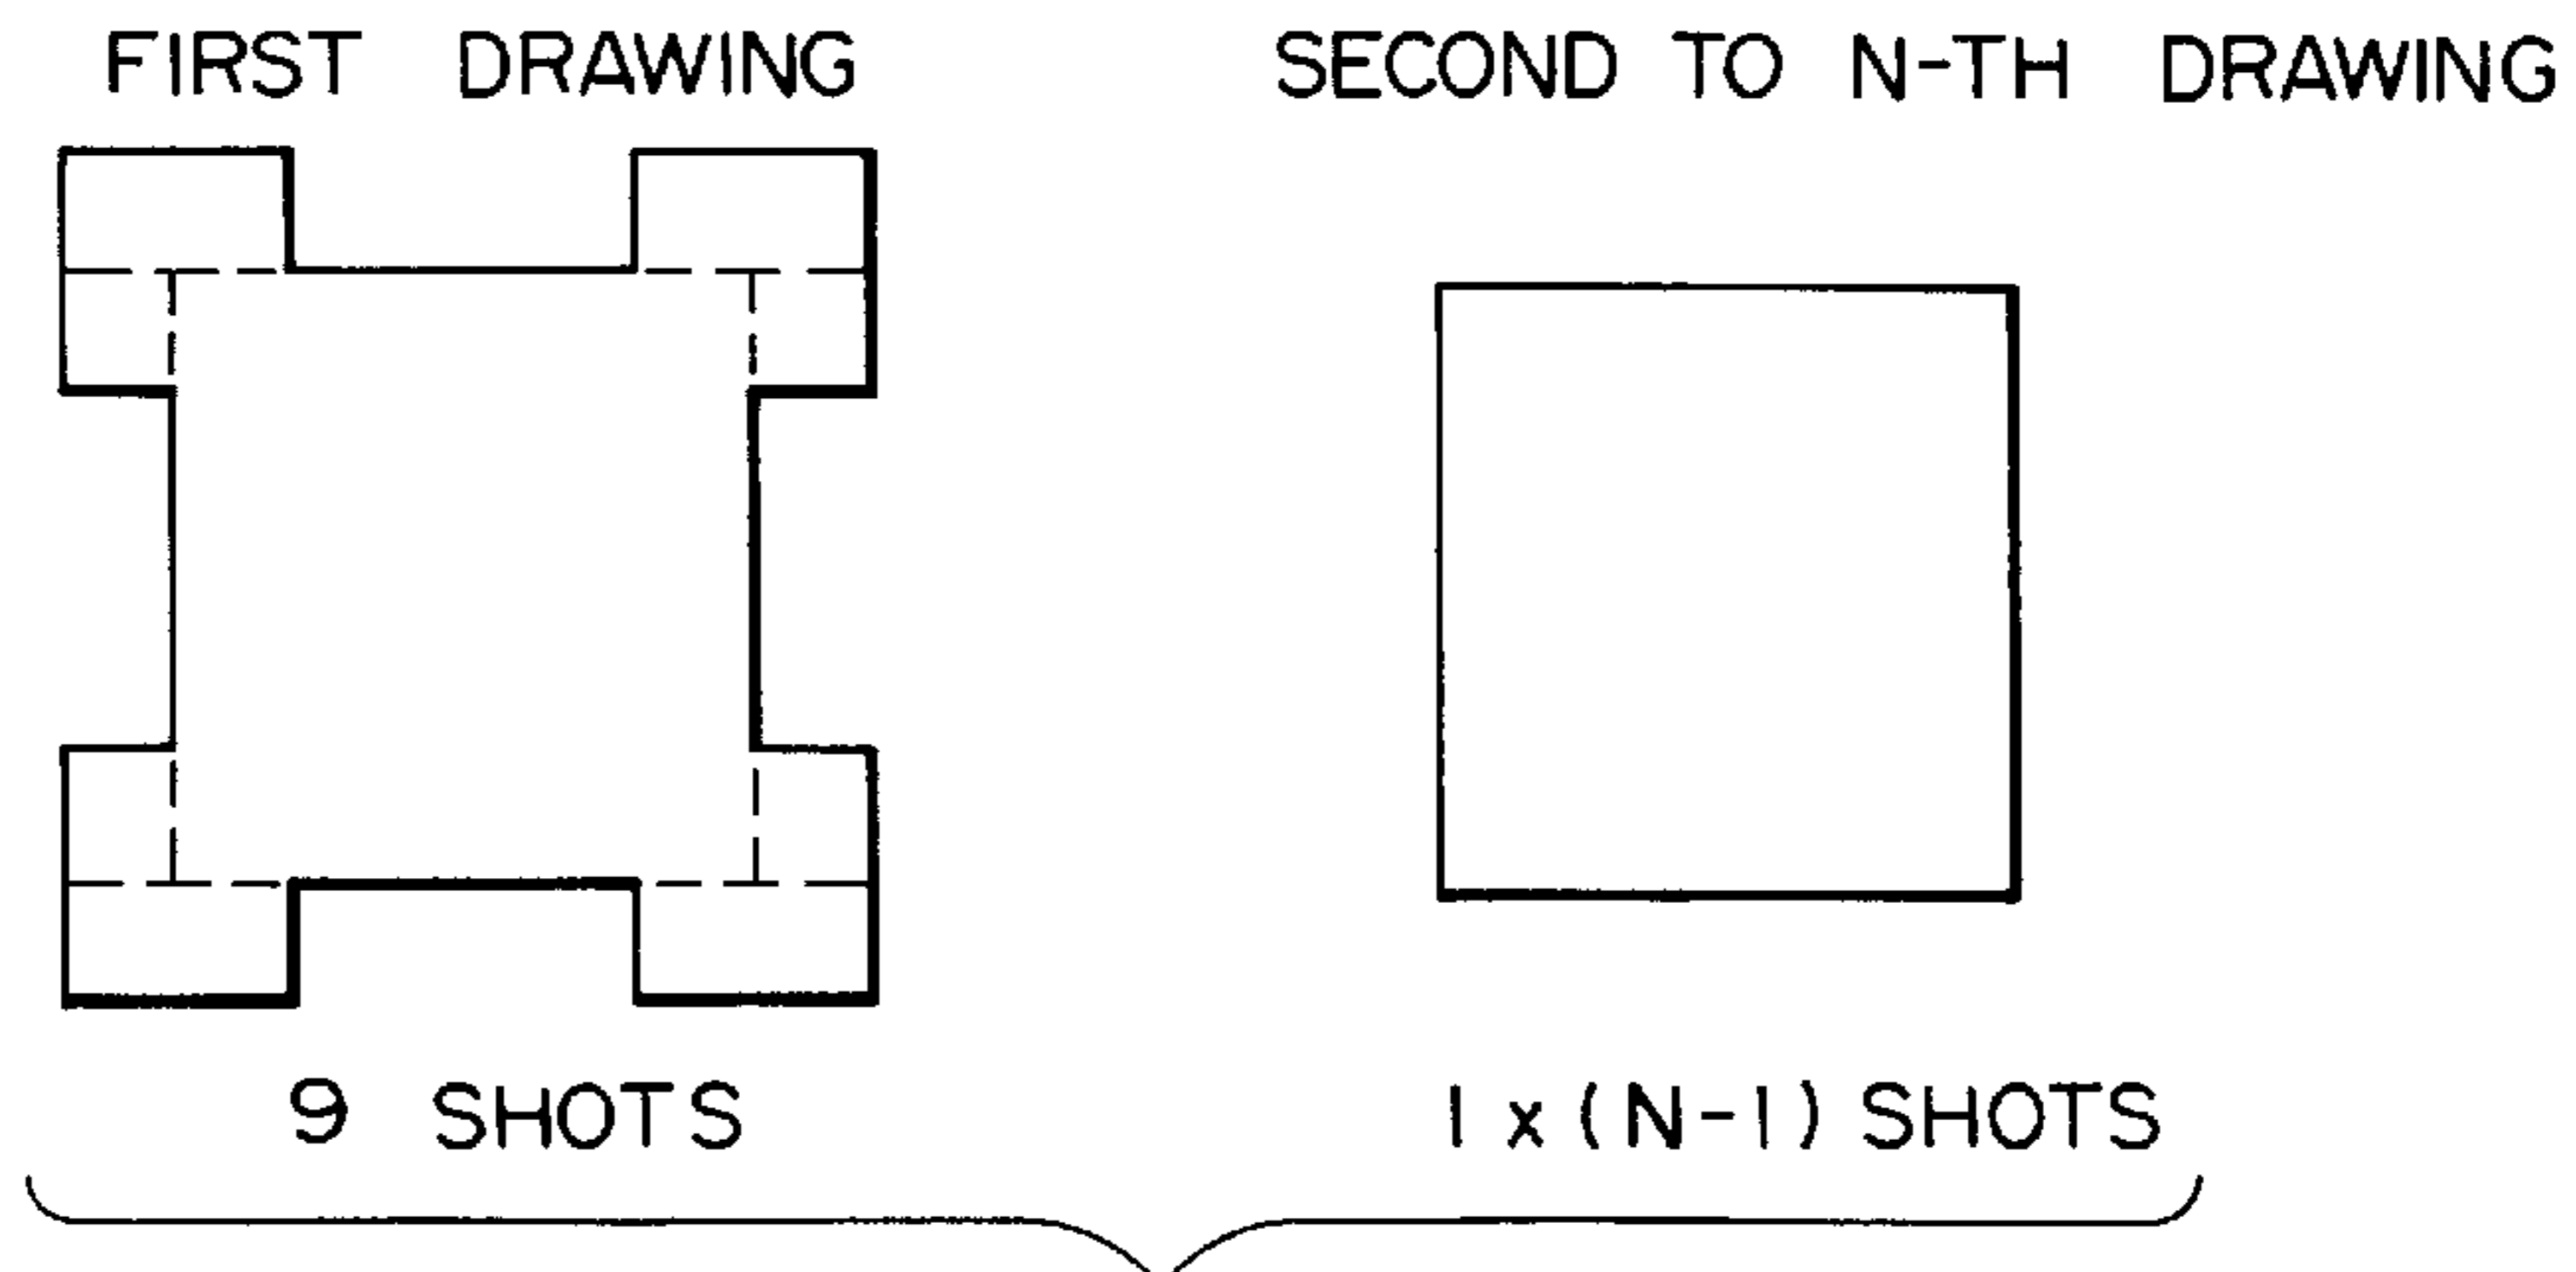 FIRST DRAWING
SECOND TO N-TH DRAWING
9 SHOTS
1 x (N-1) SHOTS